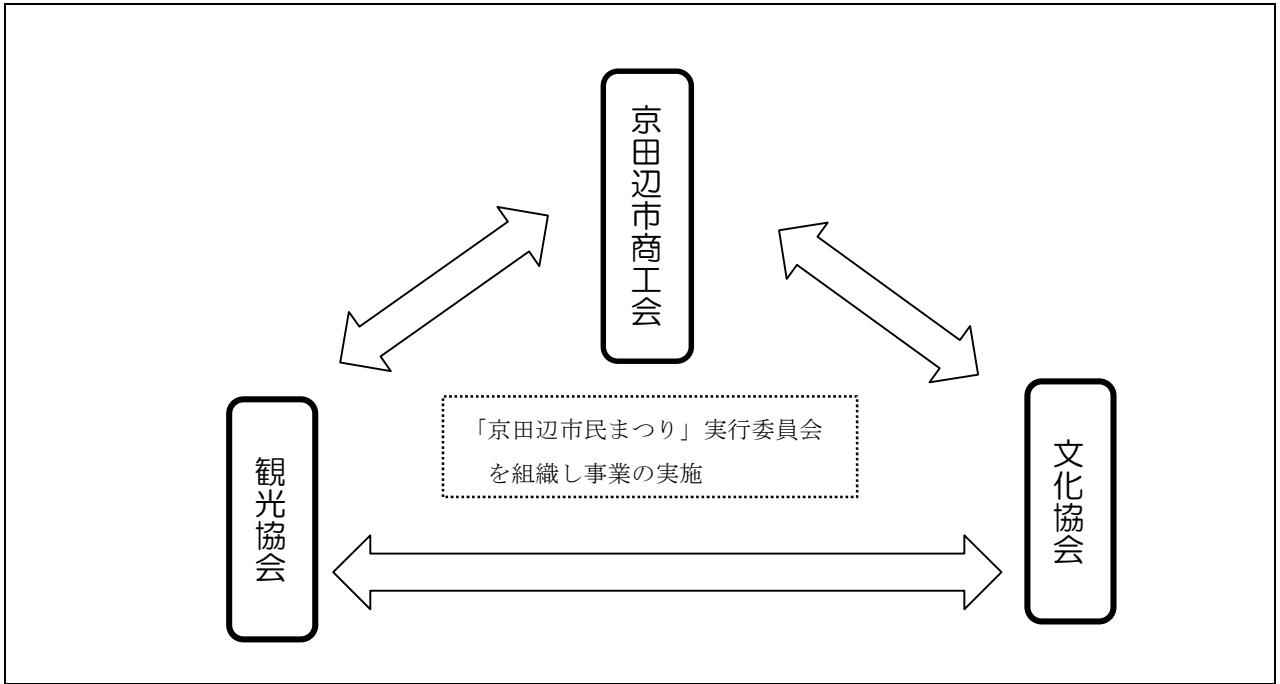 京田辺市商工会
「京田辺市民まつり」実行委員会
を組織し事業の実施
観光協会
文化協会